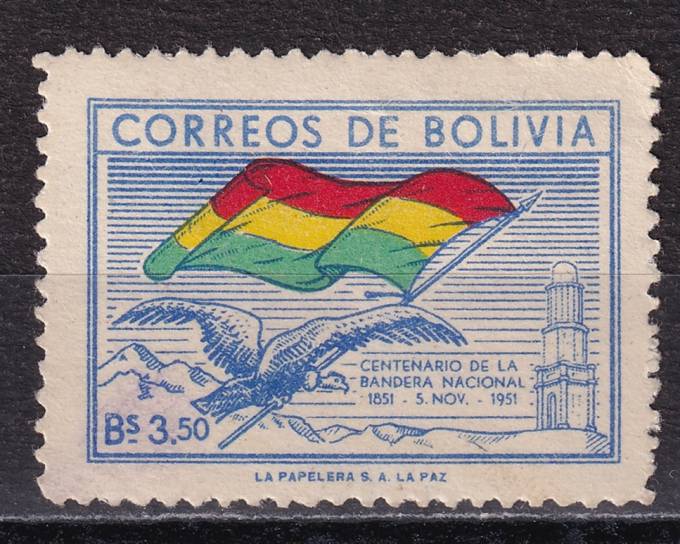 CORREOS DE BOLIVIA
CENTENARIO DE LA
BANDERA NACIONAL
1851 - 5. NOV. - 1951
BS 3.50
LA PAPELERA S. A. LA PAZ